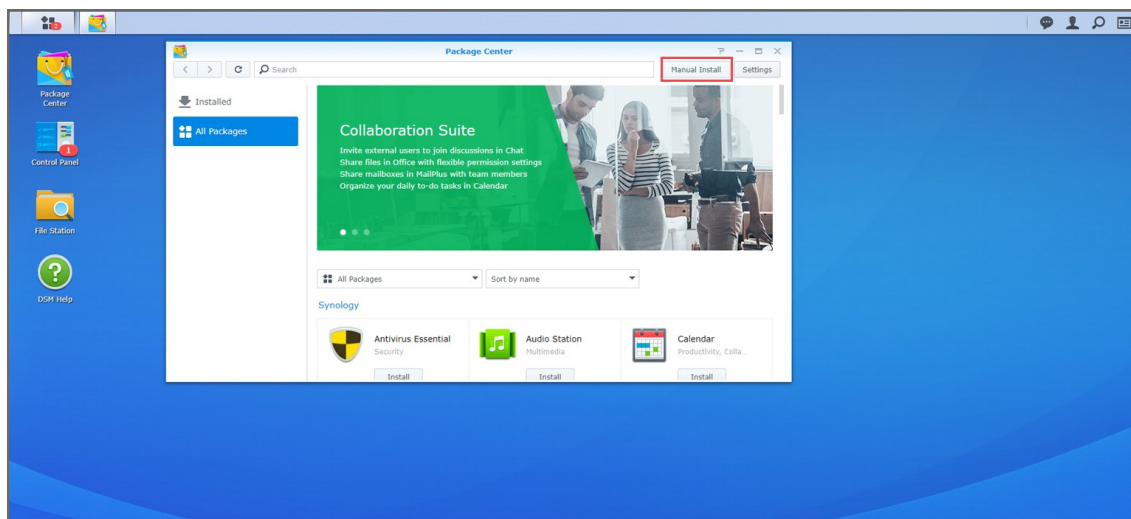 2
Package Center
Search
Manual Install
Settings
Package
Center
Installed
All Packages
Collaboration Suite
Invite external users to join discussions in Chat
Share files in Office with flexible permission settings
Share mailboxes in MailPlus with team members
Organize your daily to-do tasks in Calendar
1
Control Panel
File Station
?
DSM Help
All Packages
Sort by name
Synology
Antivirus Essential
Security
Install
Audio Station
Multimedia
Install
Calendar
Productivity, Colla...
Install